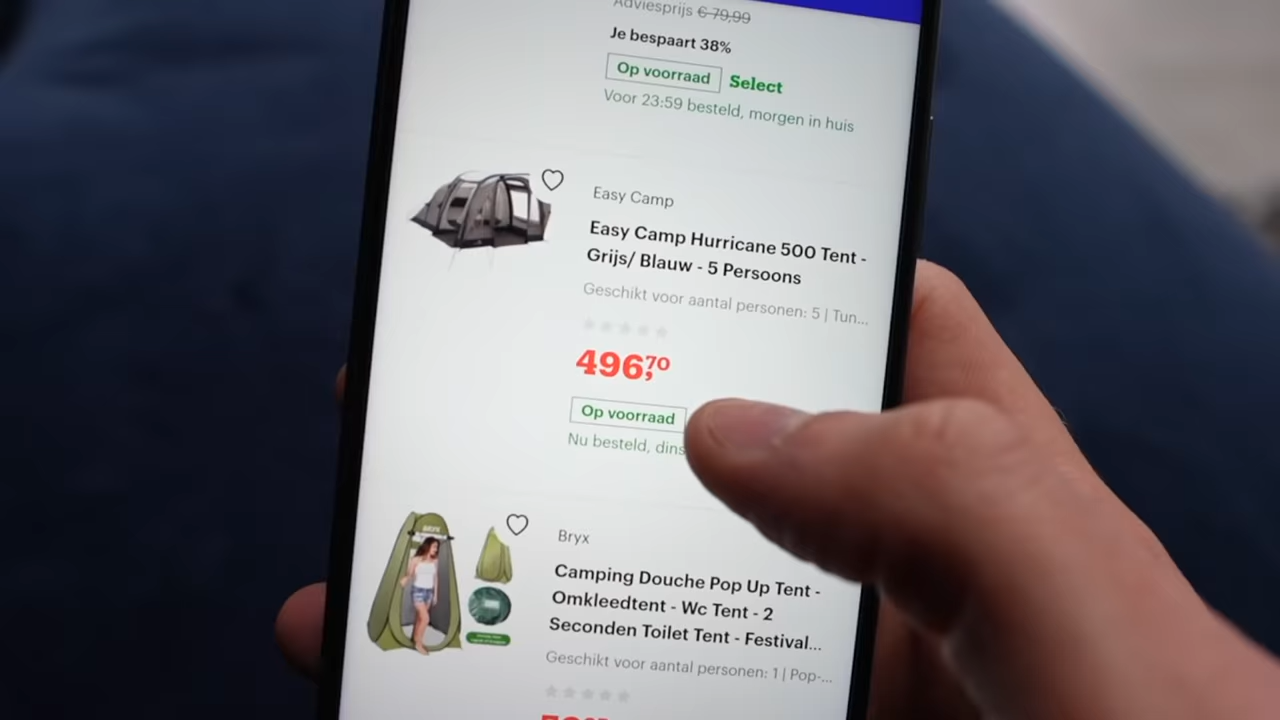 Adviesprijs € 79,99
Je bespaart 38%
Op voorraad Select
Voor 23:59 besteld, morgen in huis
Easy Camp
Easy Camp Hurricane 500 Tent -
Grijs/ Blauw - 5 Persoons
Geschikt voor aantal personen: 5 | Tun...
496,70
Op voorraad
Nu besteld, dins
Bryx
Camping Douche Pop Up Tent -
Omkleedtent - Wc Tent - 2
Seconden Toilet Tent - Festival...
Geschikt voor aantal personen: 1 | Pop-...